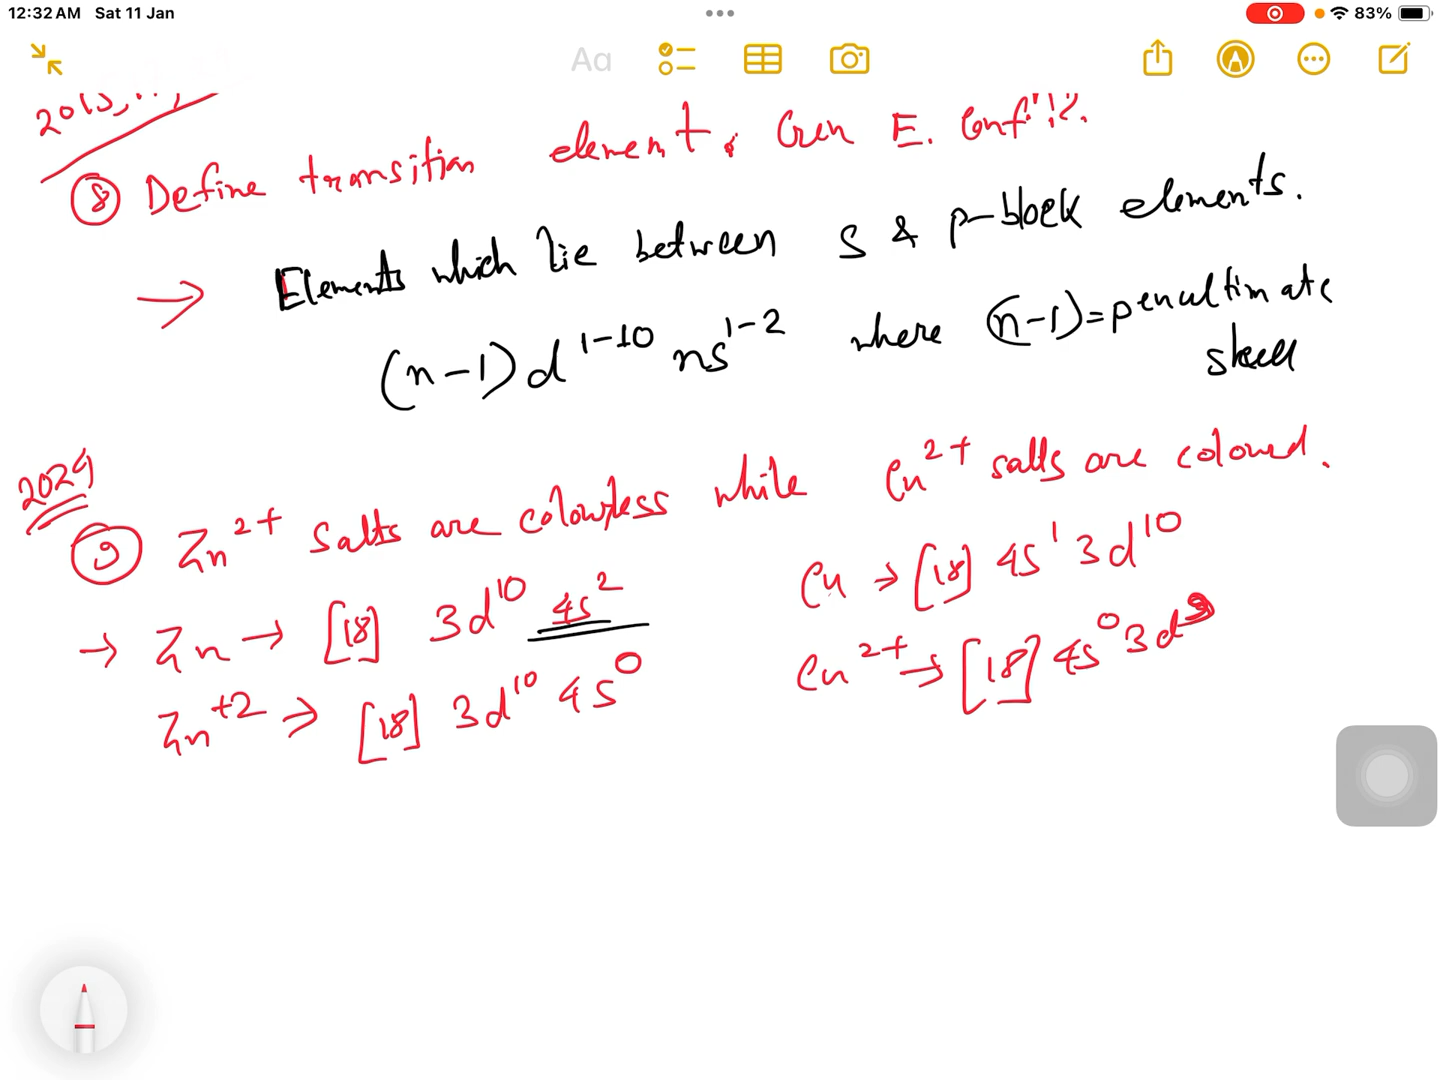 12:32 AM Sat 11 Jan
83%
Aa
⑧ Define transition element & Gen E. Conf
→ Elements which lie between s & p-block elements.
(n-1)d¹⁻¹⁰ ns¹⁻² where (n-1) = penultimate
shell
2024
⑨ Zn²⁺ salts are colourless while Cu²⁺ salts are coloured.
→ Zn → [18] 3d¹⁰ 4s²
Cu → [18] 4s¹ 3d¹⁰
Zn⁺² → [18] 3d¹⁰ 4s⁰
Cu²⁺ → [18] 4s⁰ 3d⁹